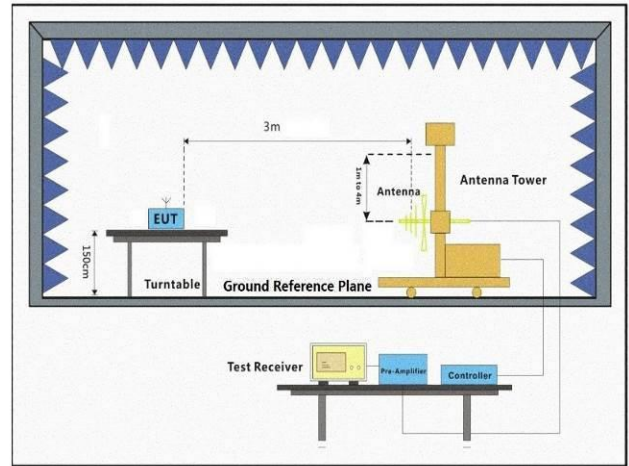 3m
1m to 4m
Antenna
Antenna Tower
EUT
150cm
Turntable
Ground Reference Plane
Test Receiver
Pre-Amplifier
Controller